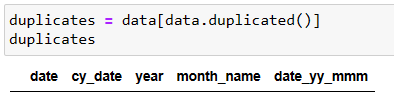 duplicates = data[data.duplicated()]
duplicates
date cy_date year month_name date_yy_mmm